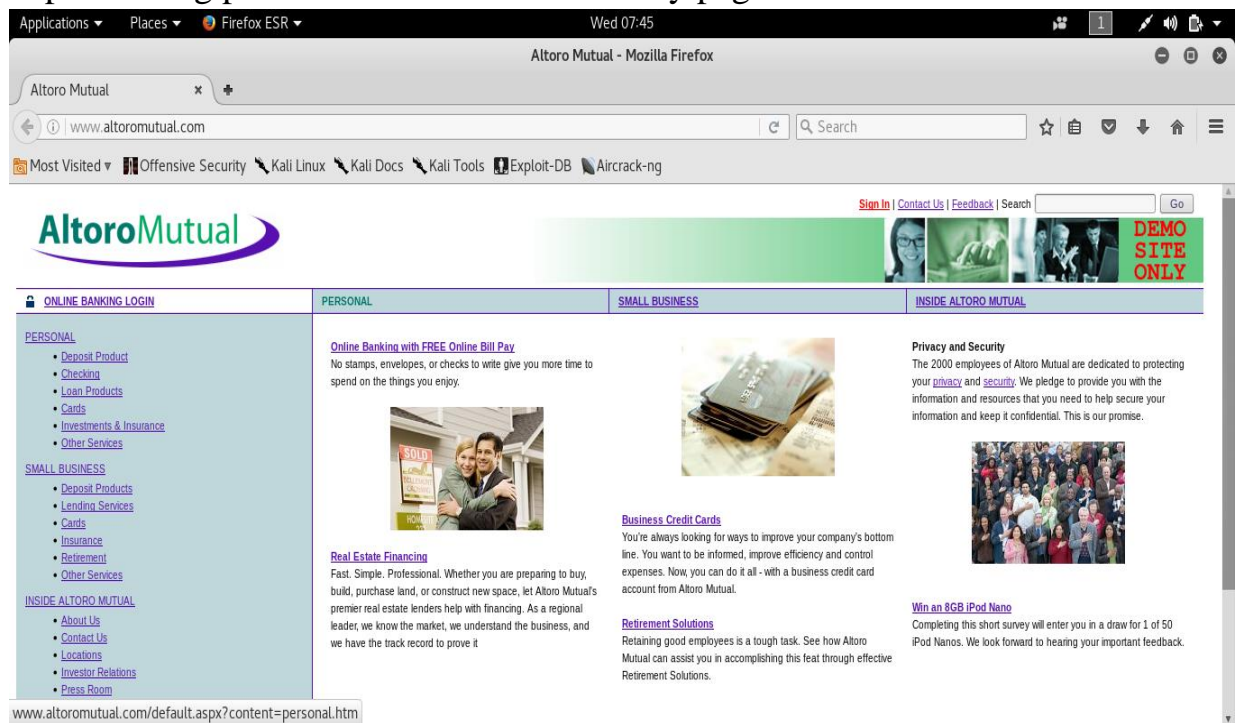 Applications ▾ Places ▾ Firefox ESR ▾ Wed 07:45 1
Altoro Mutual - Mozilla Firefox
Altoro Mutual
www.altoromutual.com Search
Most Visited ▾ Offensive Security Kali Linux Kali Docs Kali Tools Exploit-DB Aircrack-ng
Sign In | Contact Us | Feedback | Search Go
AltoroMutual
DEMO
SITE
ONLY
ONLINE BANKING LOGIN PERSONAL SMALL BUSINESS INSIDE ALTORO MUTUAL
PERSONAL
• Deposit Product
• Checking
• Loan Products
• Cards
• Investments & Insurance
• Other Services
SMALL BUSINESS
• Deposit Products
• Lending Services
• Cards
• Insurance
• Retirement
• Other Services
INSIDE ALTORO MUTUAL
• About Us
• Contact Us
• Locations
• Investor Relations
• Press Room
www.altoromutual.com/default.aspx?content=personal.htm
Online Banking with FREE Online Bill Pay
No stamps, envelopes, or checks to write give you more time to
spend on the things you enjoy.
SOLD
Real Estate Financing
Fast. Simple. Professional. Whether you are preparing to buy,
build, purchase land, or construct new space, let Altoro Mutual's
premier real estate lenders help with financing. As a regional
leader, we know the market, we understand the business, and
we have the track record to prove it
Business Credit Cards
You're always looking for ways to improve your company's bottom
line. You want to be informed, improve efficiency and control
expenses. Now, you can do it all - with a business credit card
account from Altoro Mutual.
Retirement Solutions
Retaining good employees is a tough task. See how Altoro
Mutual can assist you in accomplishing this feat through effective
Retirement Solutions.
Privacy and Security
The 2000 employees of Altoro Mutual are dedicated to protecting
your privacy and security. We pledge to provide you with the
information and resources that you need to help secure your
information and keep it confidential. This is our promise.
Win an 8GB iPod Nano
Completing this short survey will enter you in a draw for 1 of 50
iPod Nanos. We look forward to hearing your important feedback.